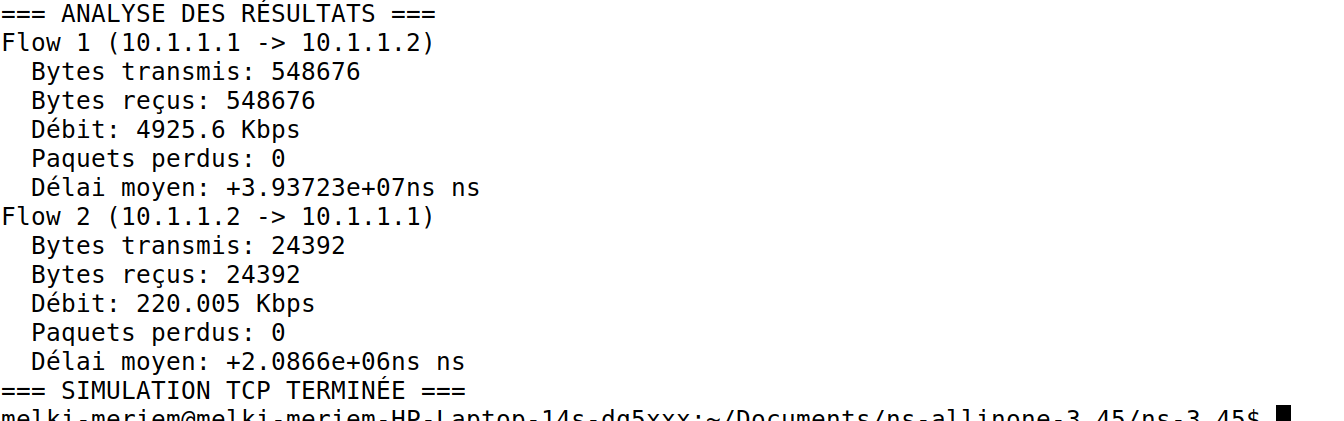 === ANALYSE DES RÉSULTATS ===
Flow 1 (10.1.1.1 -> 10.1.1.2)
  Bytes transmis: 548676
  Bytes reçus: 548676
  Débit: 4925.6 Kbps
  Paquets perdus: 0
  Délai moyen: +3.93723e+07ns ns
Flow 2 (10.1.1.2 -> 10.1.1.1)
  Bytes transmis: 24392
  Bytes reçus: 24392
  Débit: 220.005 Kbps
  Paquets perdus: 0
  Délai moyen: +2.0866e+06ns ns
=== SIMULATION TCP TERMINÉE ===
melki-meriem@melki-meriem-HP-Laptop-14s-dq5xxx:~/Documents/ns-allinone-3.45/ns-3.45$